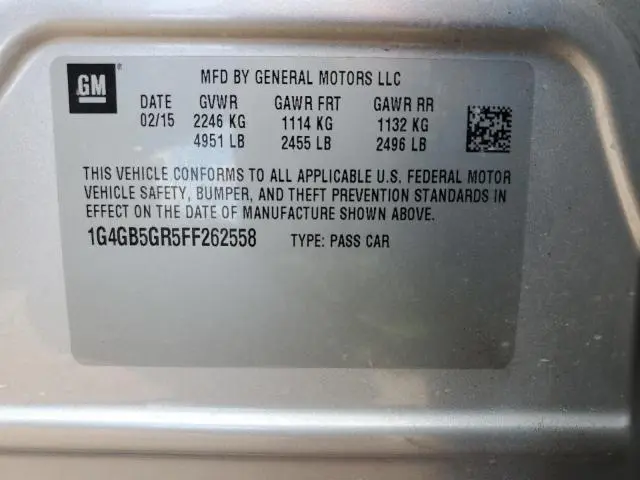 GM®
MFD BY GENERAL MOTORS LLC
DATE GVWR GAWR FRT GAWR RR
02/15 2246 KG 1114 KG 1132 KG
4951 LB 2455 LB 2496 LB
THIS VEHICLE CONFORMS TO ALL APPLICABLE U.S. FEDERAL MOTOR
VEHICLE SAFETY, BUMPER, AND THEFT PREVENTION STANDARDS IN
EFFECT ON THE DATE OF MANUFACTURE SHOWN ABOVE.
1G4GB5GR5FF262558 TYPE: PASS CAR